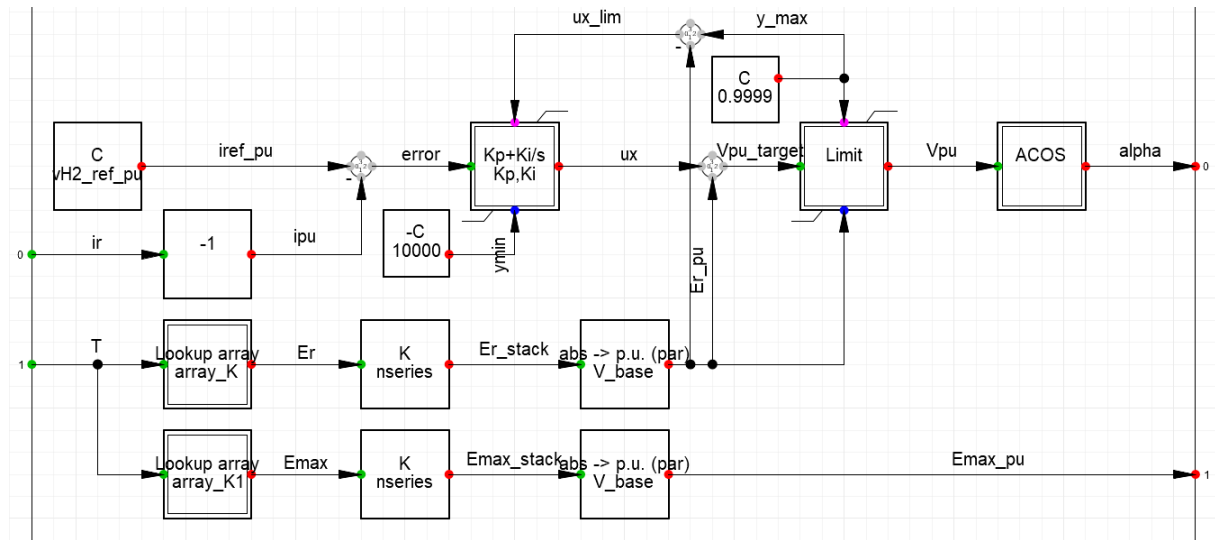 ux_lim
y_max
-
C
0.9999
C
vH2_ref_pu
iref_pu
-
error
Kp+Ki/s
Kp,Ki
ux
Vpu_target
Limit
Vpu
ACOS
alpha
0
0
ir
-1
ipu
-C
10000
ymin
Er_pu
1
T
Lookup array
array_K
Er
K
nseries
Er_stack
abs -> p.u. (par)
V_base
Lookup array
array_K1
Emax
K
nseries
Emax_stack
abs -> p.u. (par)
V_base
Emax_pu
1